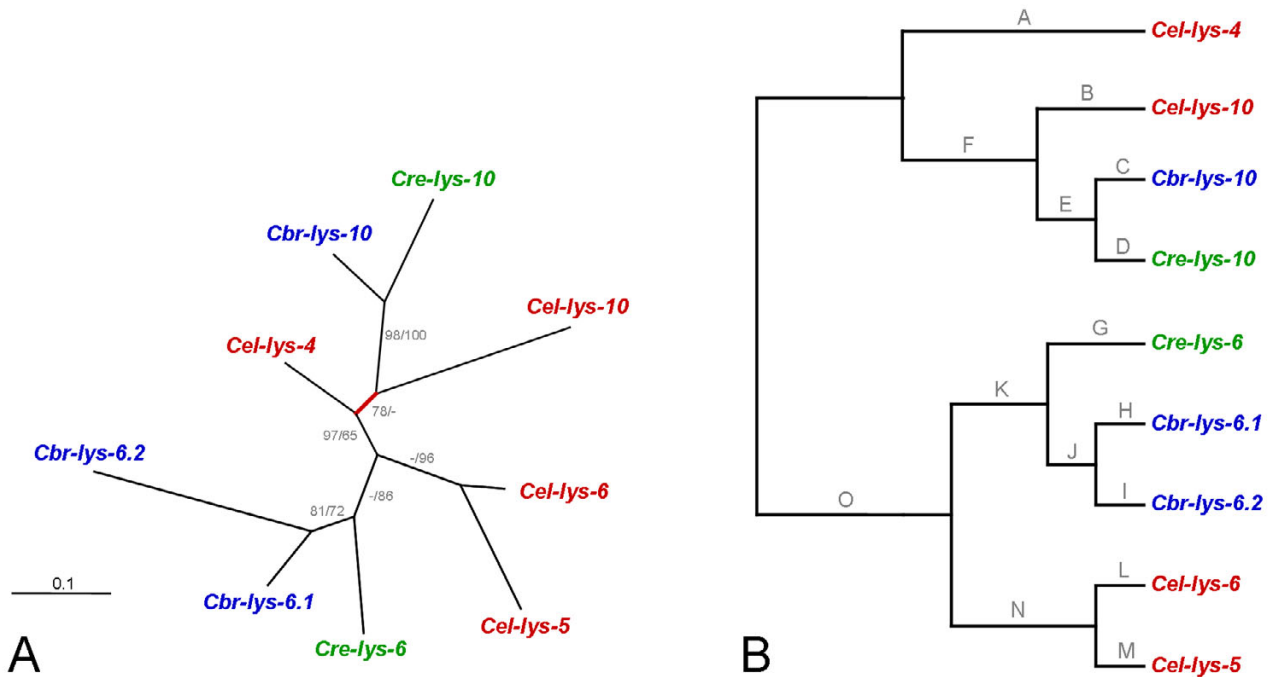 Cre-lys-10
Cbr-lys-10
Cel-lys-10
98/100
Cel-lys-4
78/-
97/65
Cbr-lys-6.2
-/96
Cel-lys-6
-/86
81/72
0.1
Cbr-lys-6.1
Cel-lys-5
Cre-lys-6
A
A
Cel-lys-4
B
Cel-lys-10
F
C
Cbr-lys-10
E
D
Cre-lys-10
G
Cre-lys-6
K
H
Cbr-lys-6.1
J
I
Cbr-lys-6.2
O
L
Cel-lys-6
N
M
Cel-lys-5
B